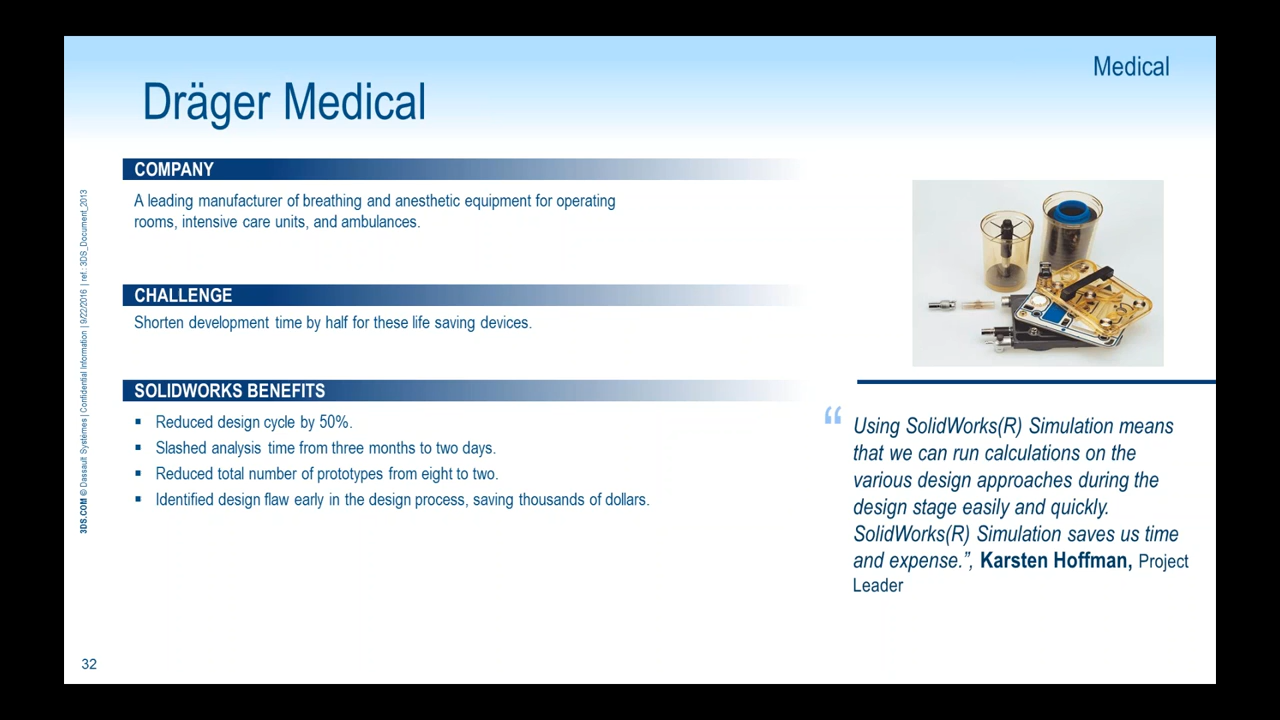 Medical
Dräger Medical
COMPANY
A leading manufacturer of breathing and anesthetic equipment for operating
rooms, intensive care units, and ambulances.
CHALLENGE
Shorten development time by half for these life saving devices.
SOLIDWORKS BENEFITS
▪ Reduced design cycle by 50%.
▪ Slashed analysis time from three months to two days.
▪ Reduced total number of prototypes from eight to two.
▪ Identified design flaw early in the design process, saving thousands of dollars.
“ Using SolidWorks(R) Simulation means
that we can run calculations on the
various design approaches during the
design stage easily and quickly.
SolidWorks(R) Simulation saves us time
and expense.”, Karsten Hoffman, Project
Leader
3DS.COM © Dassault Systèmes | Confidential Information | 9/22/2016 | ref.: 3DS_Document_2013
32